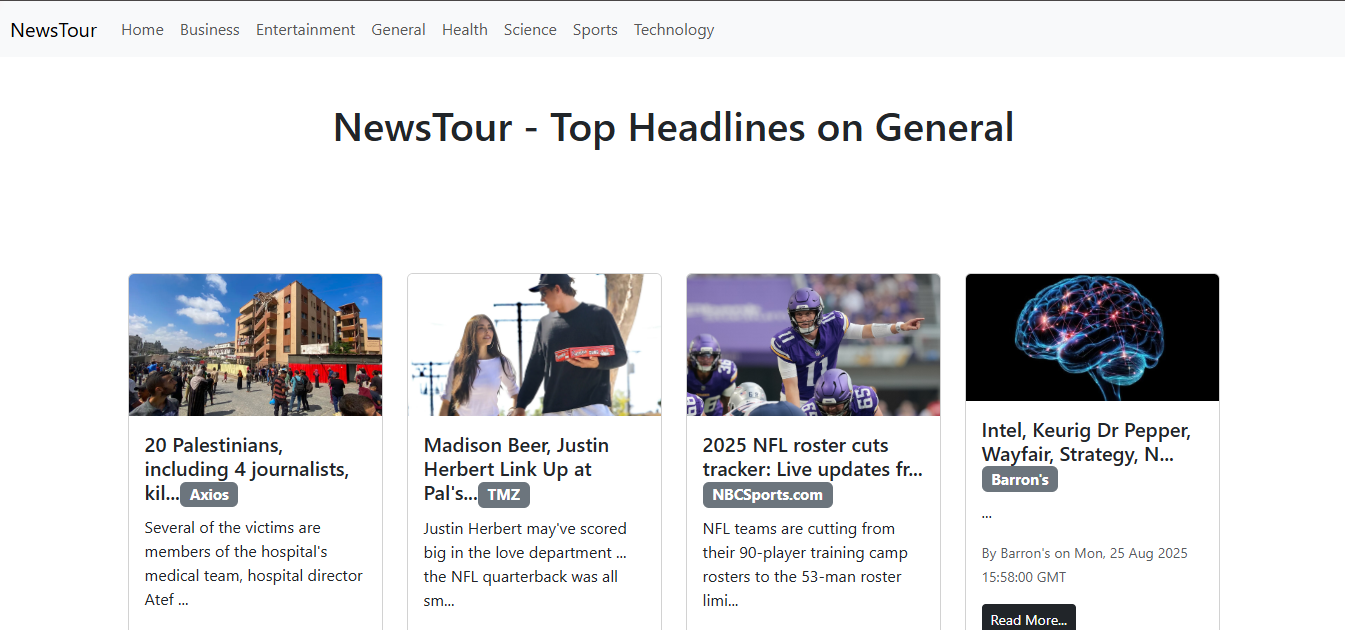 NewsTour Home Business Entertainment General Health Science Sports Technology
NewsTour - Top Headlines on General
20 Palestinians,
including 4 journalists,
kil... Axios
Several of the victims are
members of the hospital's
medical team, hospital director
Atef ...
Madison Beer, Justin
Herbert Link Up at
Pal's... TMZ
Justin Herbert may've scored
big in the love department ...
the NFL quarterback was all
sm...
11
36
65
2025 NFL roster cuts
tracker: Live updates fr...
NBCSports.com
NFL teams are cutting from
their 90-player training camp
rosters to the 53-man roster
limi...
Intel, Keurig Dr Pepper,
Wayfair, Strategy, N...
Barron's
...
By Barron's on Mon, 25 Aug 2025
15:58:00 GMT
Read More...